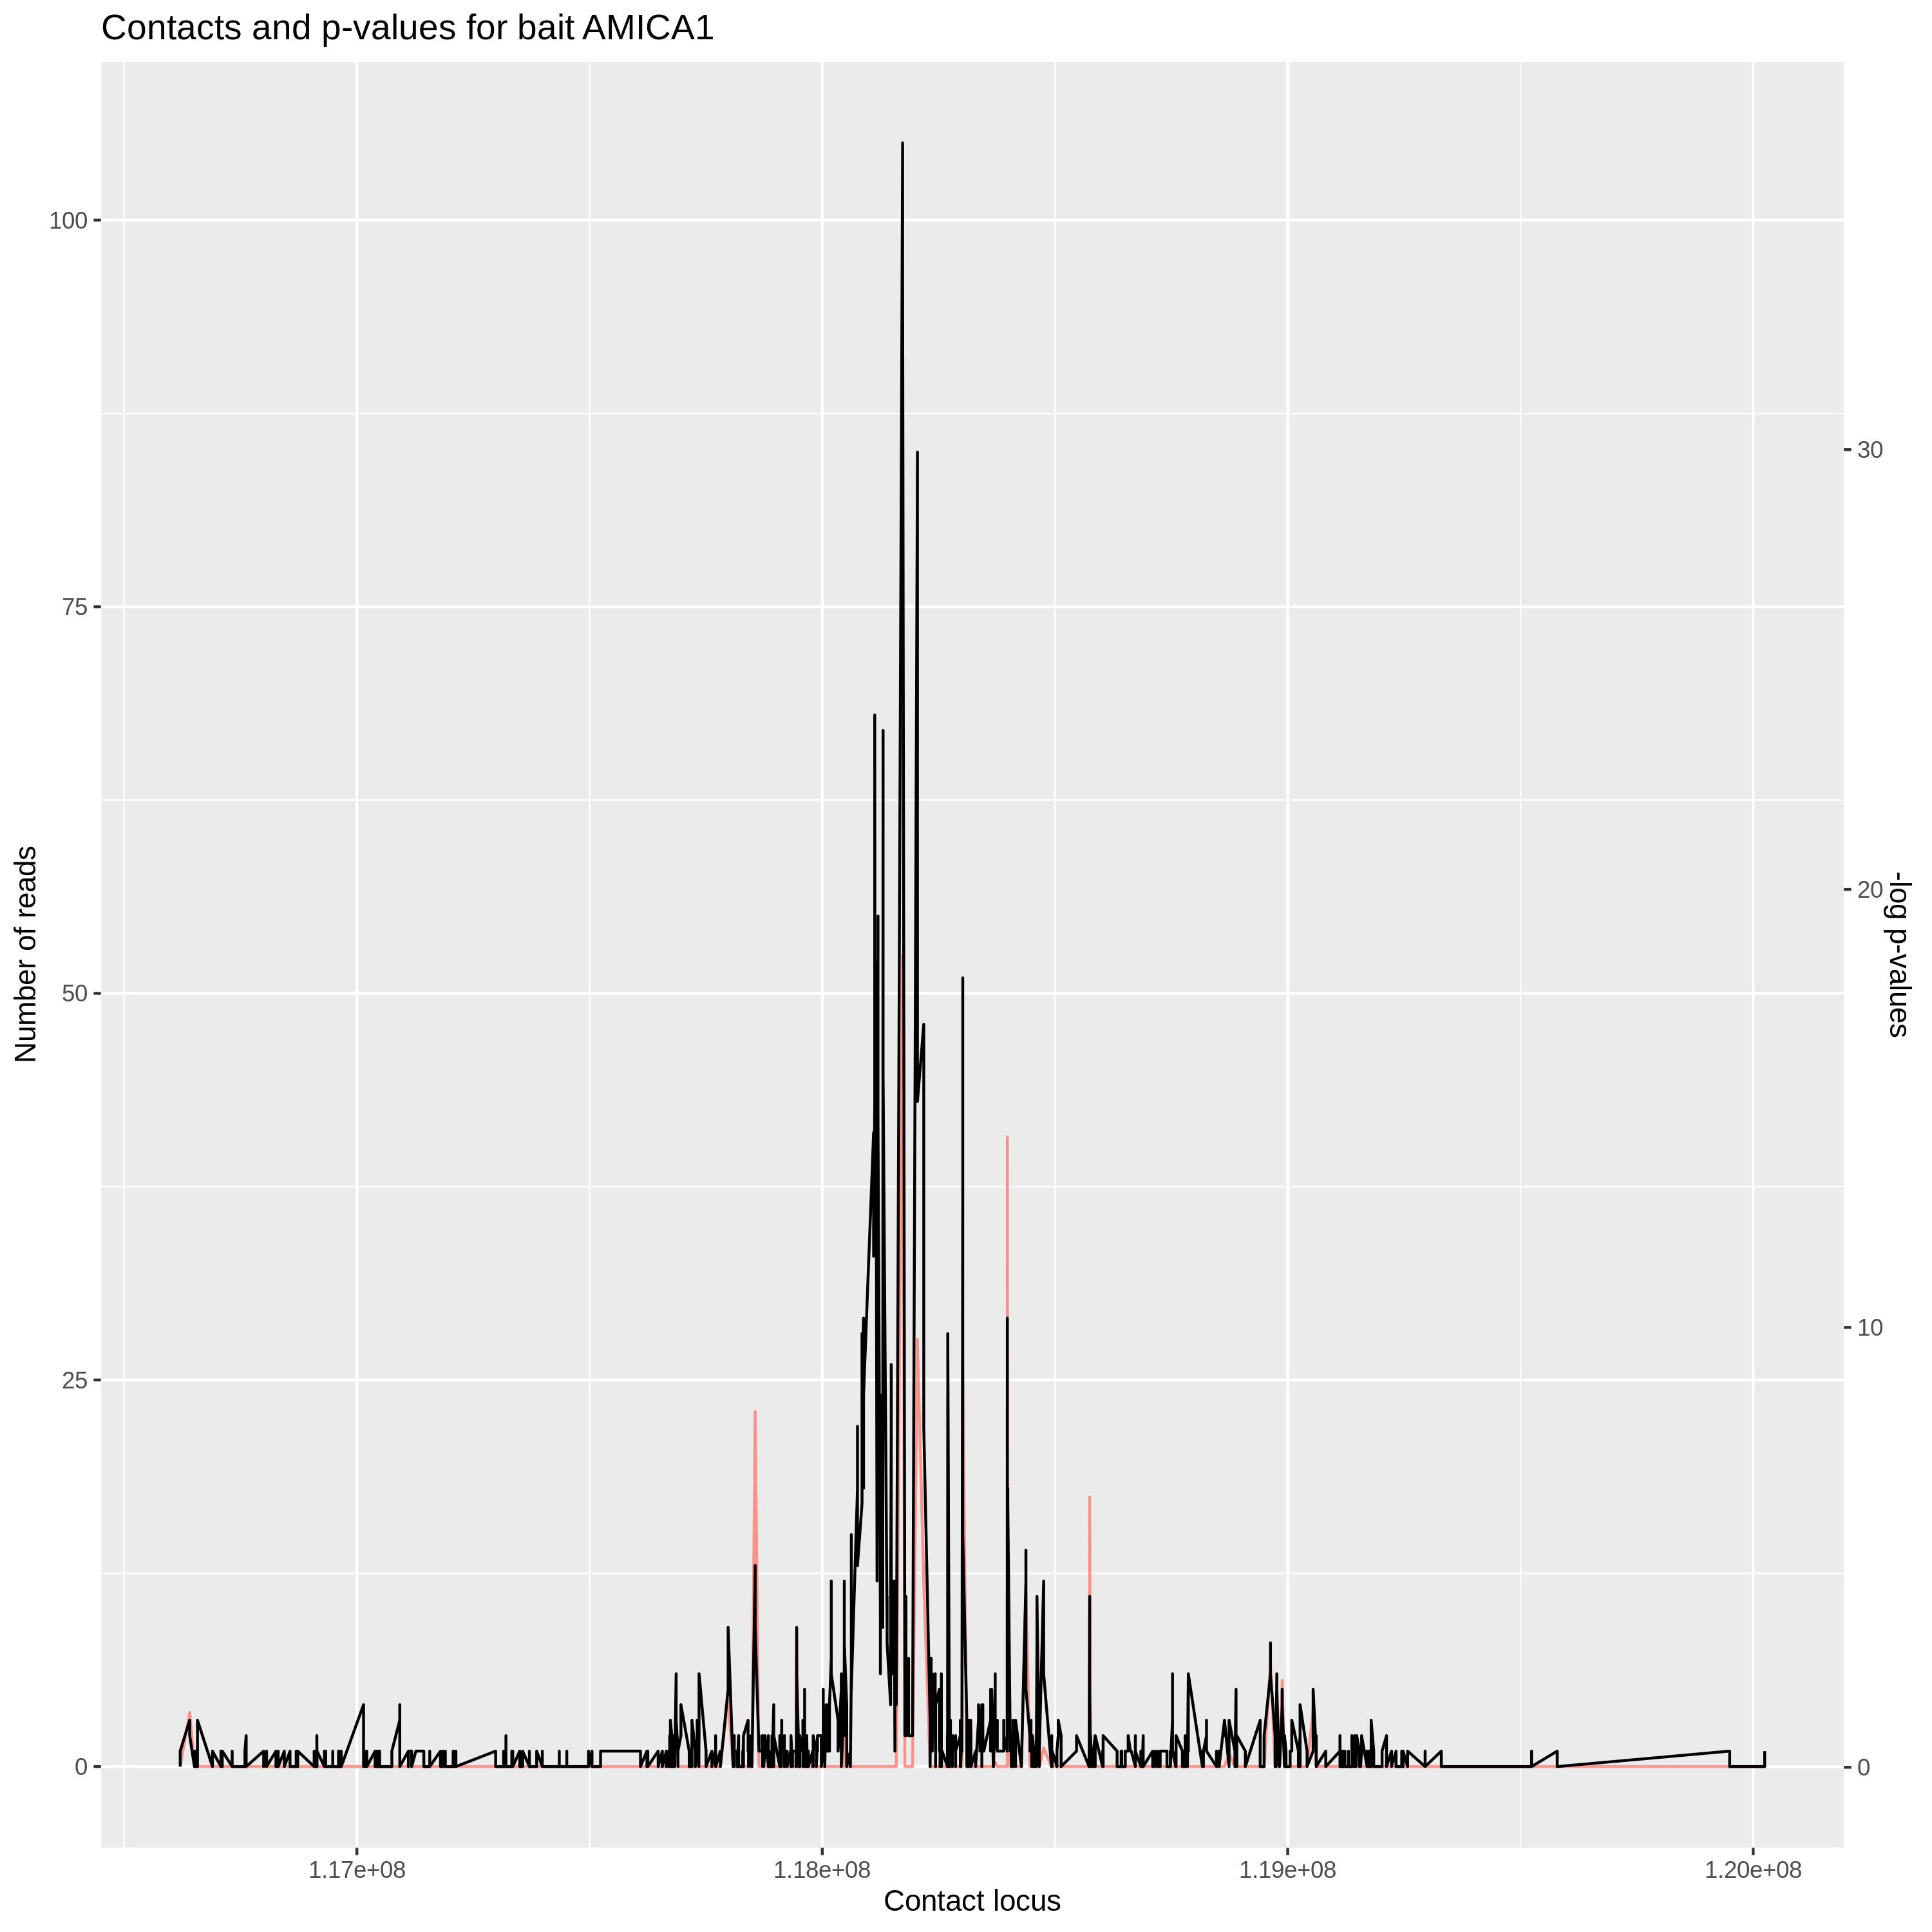 Contacts and p-values for bait AMICA1
Number of reads
100
75
50
25
0
30
20
10
0
-log p-values
1.17e+08
1.18e+08
1.19e+08
1.20e+08
Contact locus